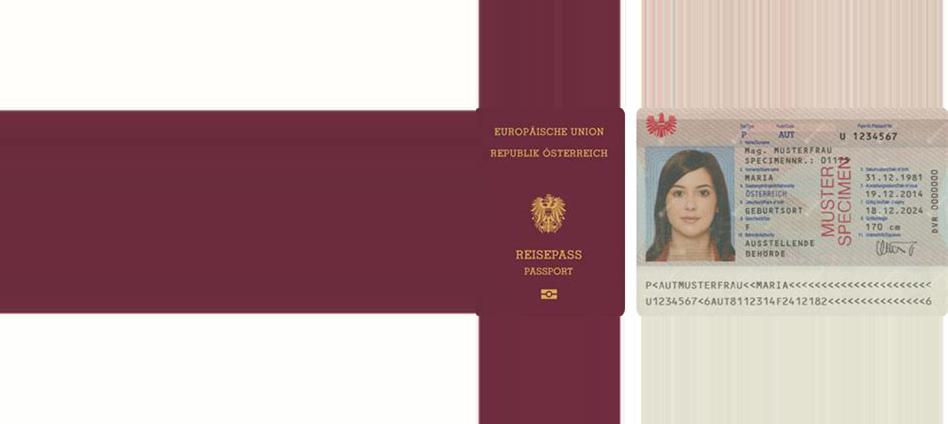 EUROPÄISCHE UNION
REPUBLIK ÖSTERREICH
REISEPASS
PASSPORT
P AUT U 1234567
Mag. MUSTERFRAU
SPECIMENNR.: 011
MARIA
ÖSTERREICH
GEBURTSORT
F
AUSSTELLENDE
BEHÖRDE
31.12.1981
19.12.2014
18.12.2024
170 cm
MUSTER
SPECIMEN
DVR 0000000
P<AUTMUSTERFRAU<<MARIA<<<<<<<<<<<<<<<<<<<<<<
U1234567<6AUT8112314F2412182<<<<<<<<<<<<<<<6